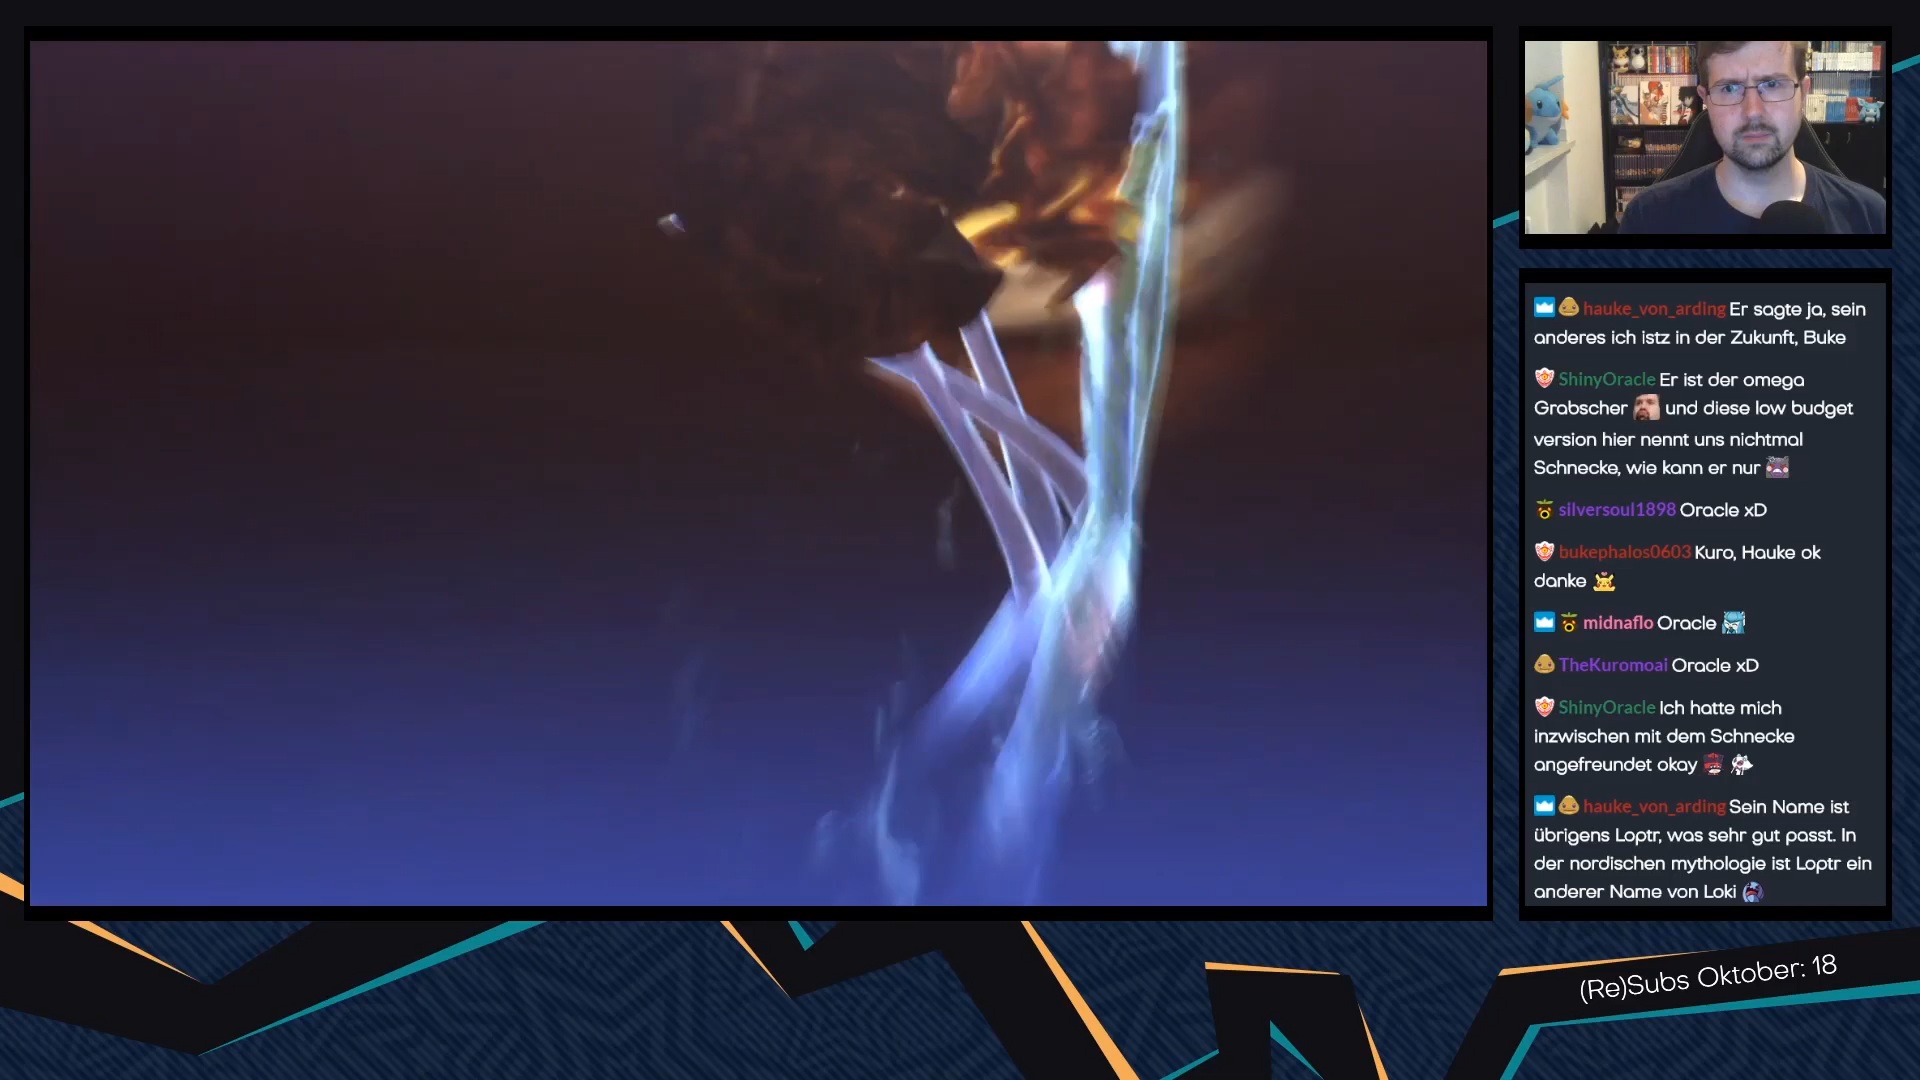 hauke_von_arding Er sagte ja, sein
anderes ich istz in der Zukunft, Buke
ShinyOracle Er ist der omega
Grabscher und diese low budget
version hier nennt uns nichtmal
Schnecke, wie kann er nur
silversoul1898 Oracle xD
bukephalos0603 Kuro, Hauke ok
danke
midnaflo Oracle
TheKuromoai Oracle xD
ShinyOracle Ich hatte mich
inzwischen mit dem Schnecke
angefreundet okay
hauke_von_arding Sein Name ist
übrigens Loptr, was sehr gut passt. In
der nordischen mythologie ist Loptr ein
anderer Name von Loki
(Re)Subs Oktober: 18